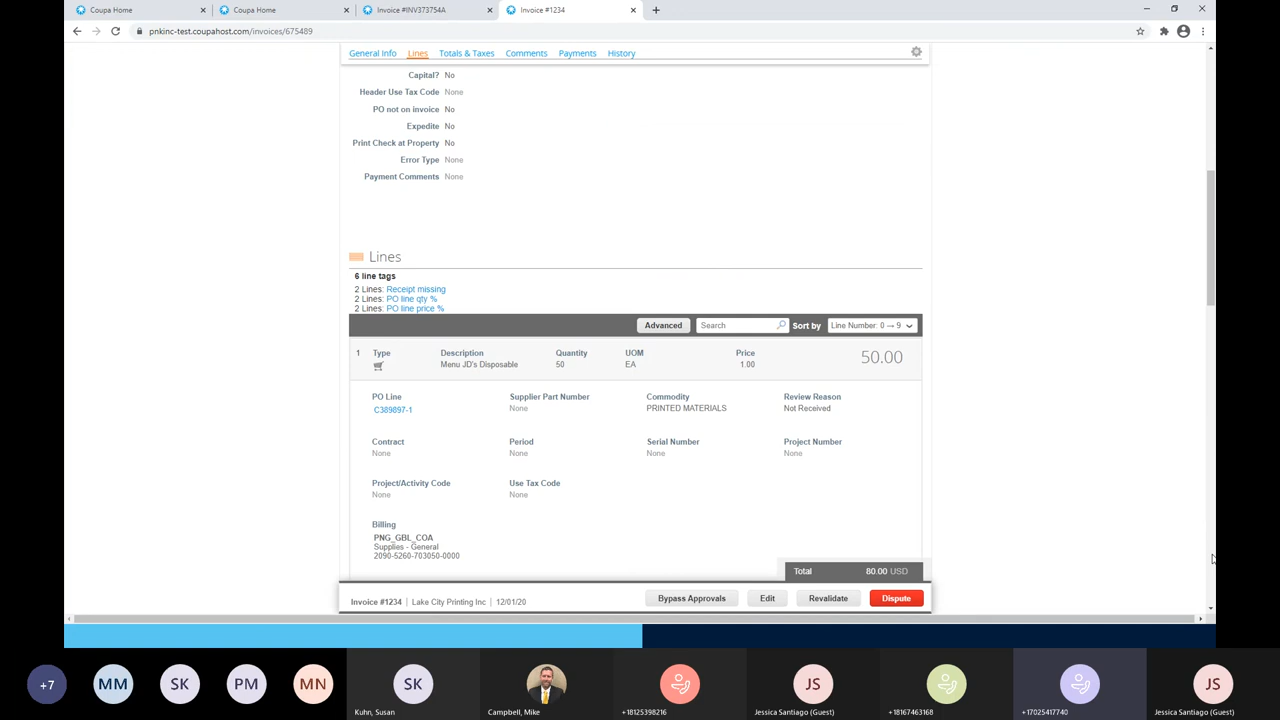 Coupa Home
Coupa Home
Invoice #INV373754A
Invoice #1234
pnkinc-test.coupahost.com/invoices/675489
General Info Lines Totals & Taxes Comments Payments History
Capital? No
Header Use Tax Code None
PO not on invoice No
Expedite No
Print Check at Property No
Error Type None
Payment Comments None
Lines
6 line tags
2 Lines: Receipt missing
2 Lines: PO line qty %
2 Lines: PO line price %
Advanced Search Sort by Line Number: 0 → 9
1 Type Description Quantity UOM Price 50.00
Menu JD's Disposable 50 EA 1.00
PO Line Supplier Part Number Commodity Review Reason
C389897-1 None PRINTED MATERIALS Not Received
Contract Period Serial Number Project Number
None None None None
Project/Activity Code Use Tax Code
None None
Billing
PNG_GBL_COA
Supplies - General
2090-5260-703050-0000
Total 80.00 USD
Invoice #1234 | Lake City Printing Inc | 12/01/20 Bypass Approvals Edit Revalidate Dispute
+7 MM SK PM MN SK JS JS
Kuhn, Susan Campbell, Mike +18125398216 Jessica Santiago (Guest) +18167463168 +17025417740 Jessica Santiago (Guest)